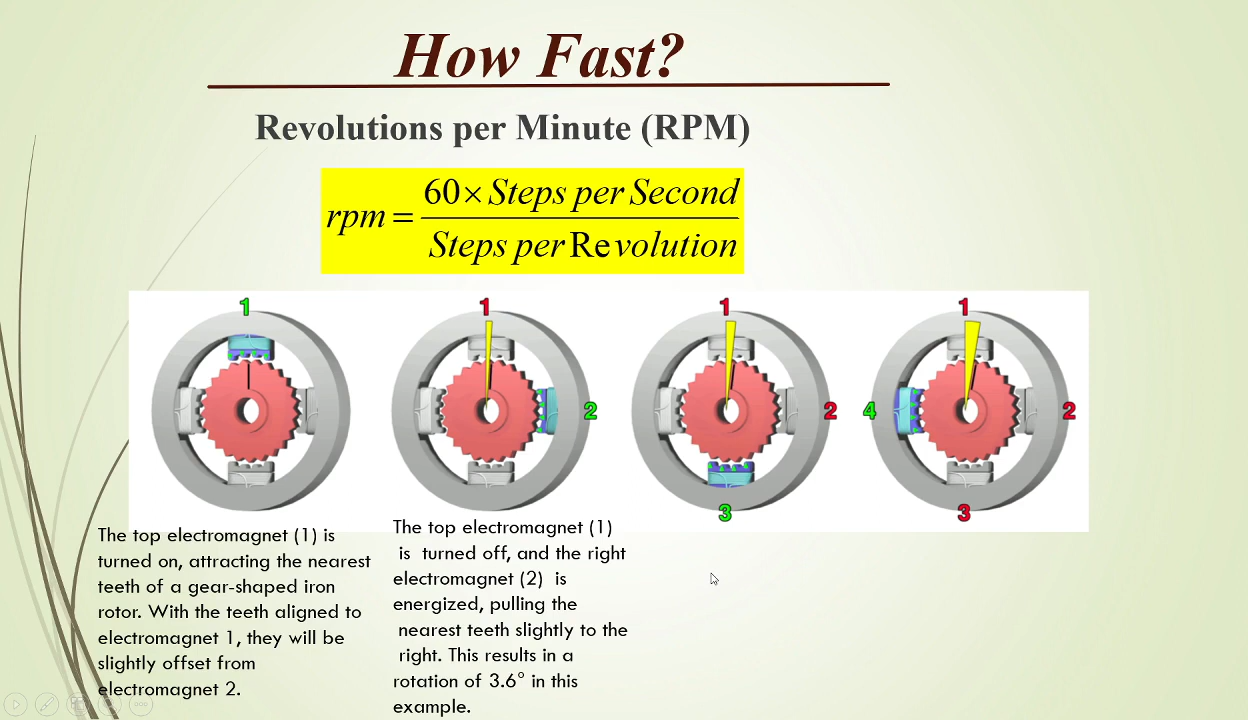 How Fast?
Revolutions per Minute (RPM)
rpm = 60× Steps per Second
Steps per Revolution
1
1
1
1
2
2
4
2
3
3
The top electromagnet (1) is
turned on, attracting the nearest
teeth of a gear-shaped iron
rotor. With the teeth aligned to
electromagnet 1, they will be
slightly offset from
electromagnet 2.
The top electromagnet (1)
is turned off, and the right
electromagnet (2) is
energized, pulling the
nearest teeth slightly to the
right. This results in a
rotation of 3.6° in this
example.